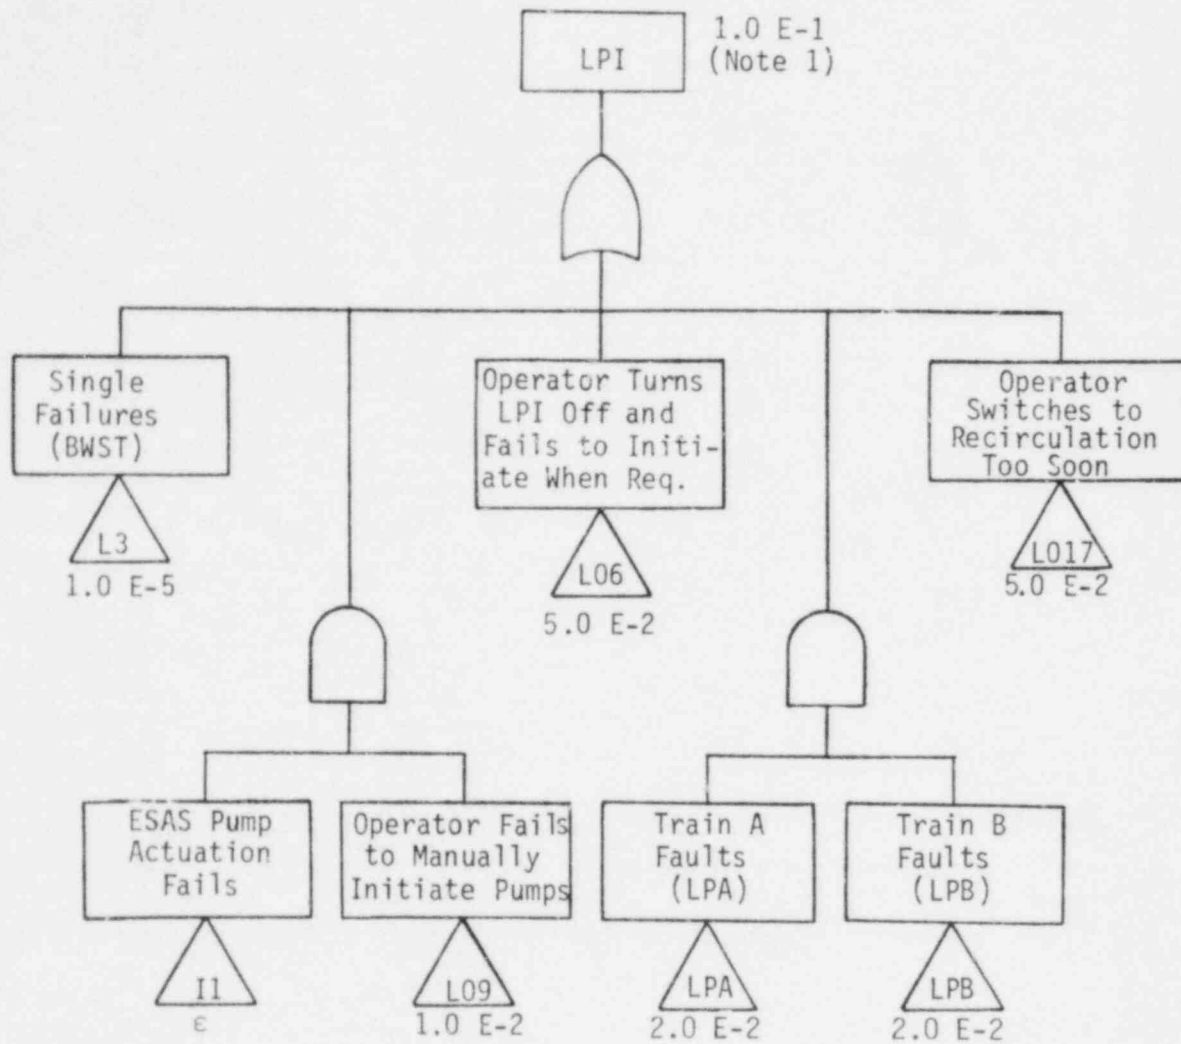 LPI
1.0 E-1
(Note 1)
Single
Failures
(BWST)
L3
1.0 E-5
Operator Turns
LPI Off and
Fails to Initi-
ate When Req.
LO6
5.0 E-2
Operator
Switches to
Recirculation
Too Soon
LO17
5.0 E-2
ESAS Pump
Actuation
Fails
I1
ε
Operator Fails
to Manually
Initiate Pumps
LO9
1.0 E-2
Train A
Faults
(LPA)
LPA
2.0 E-2
Train B
Faults
(LPB)
LPB
2.0 E-2